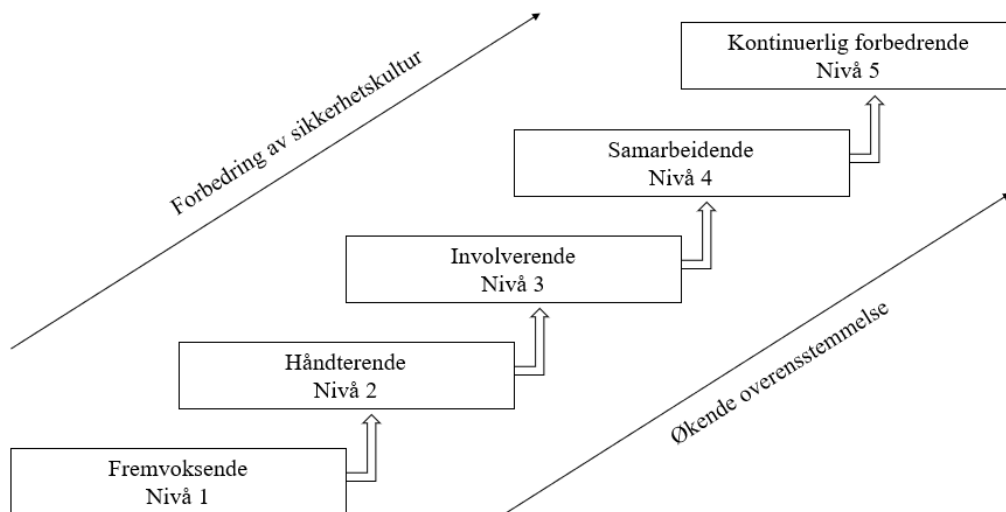 Kontinuerlig forbedrende
Nivå 5
Forbedring av sikkerhetskultur
Samarbeidende
Nivå 4
Involverende
Nivå 3
Håndterende
Nivå 2
Økende overensstemmelse
Fremvoksende
Nivå 1